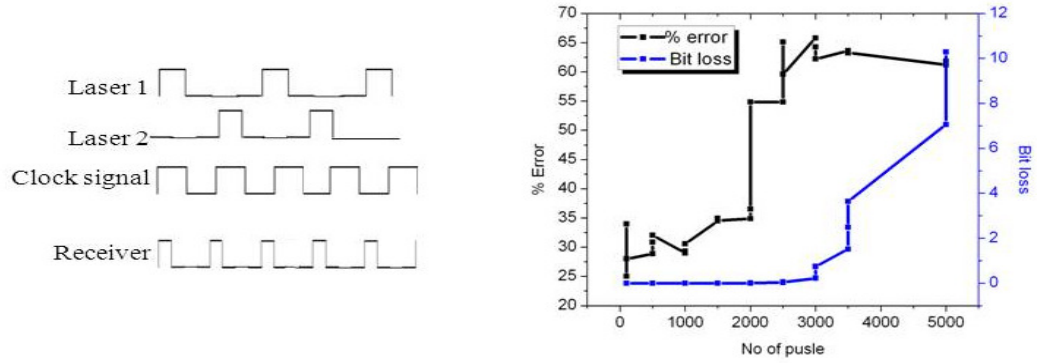 Laser 1
Laser 2
Clock signal
Receiver
% error
Bit loss
70
65
60
55
50
45
40
35
30
25
20
% Error
12
10
8
6
4
2
0
Bit loss
0 1000 2000 3000 4000 5000
No of pusle